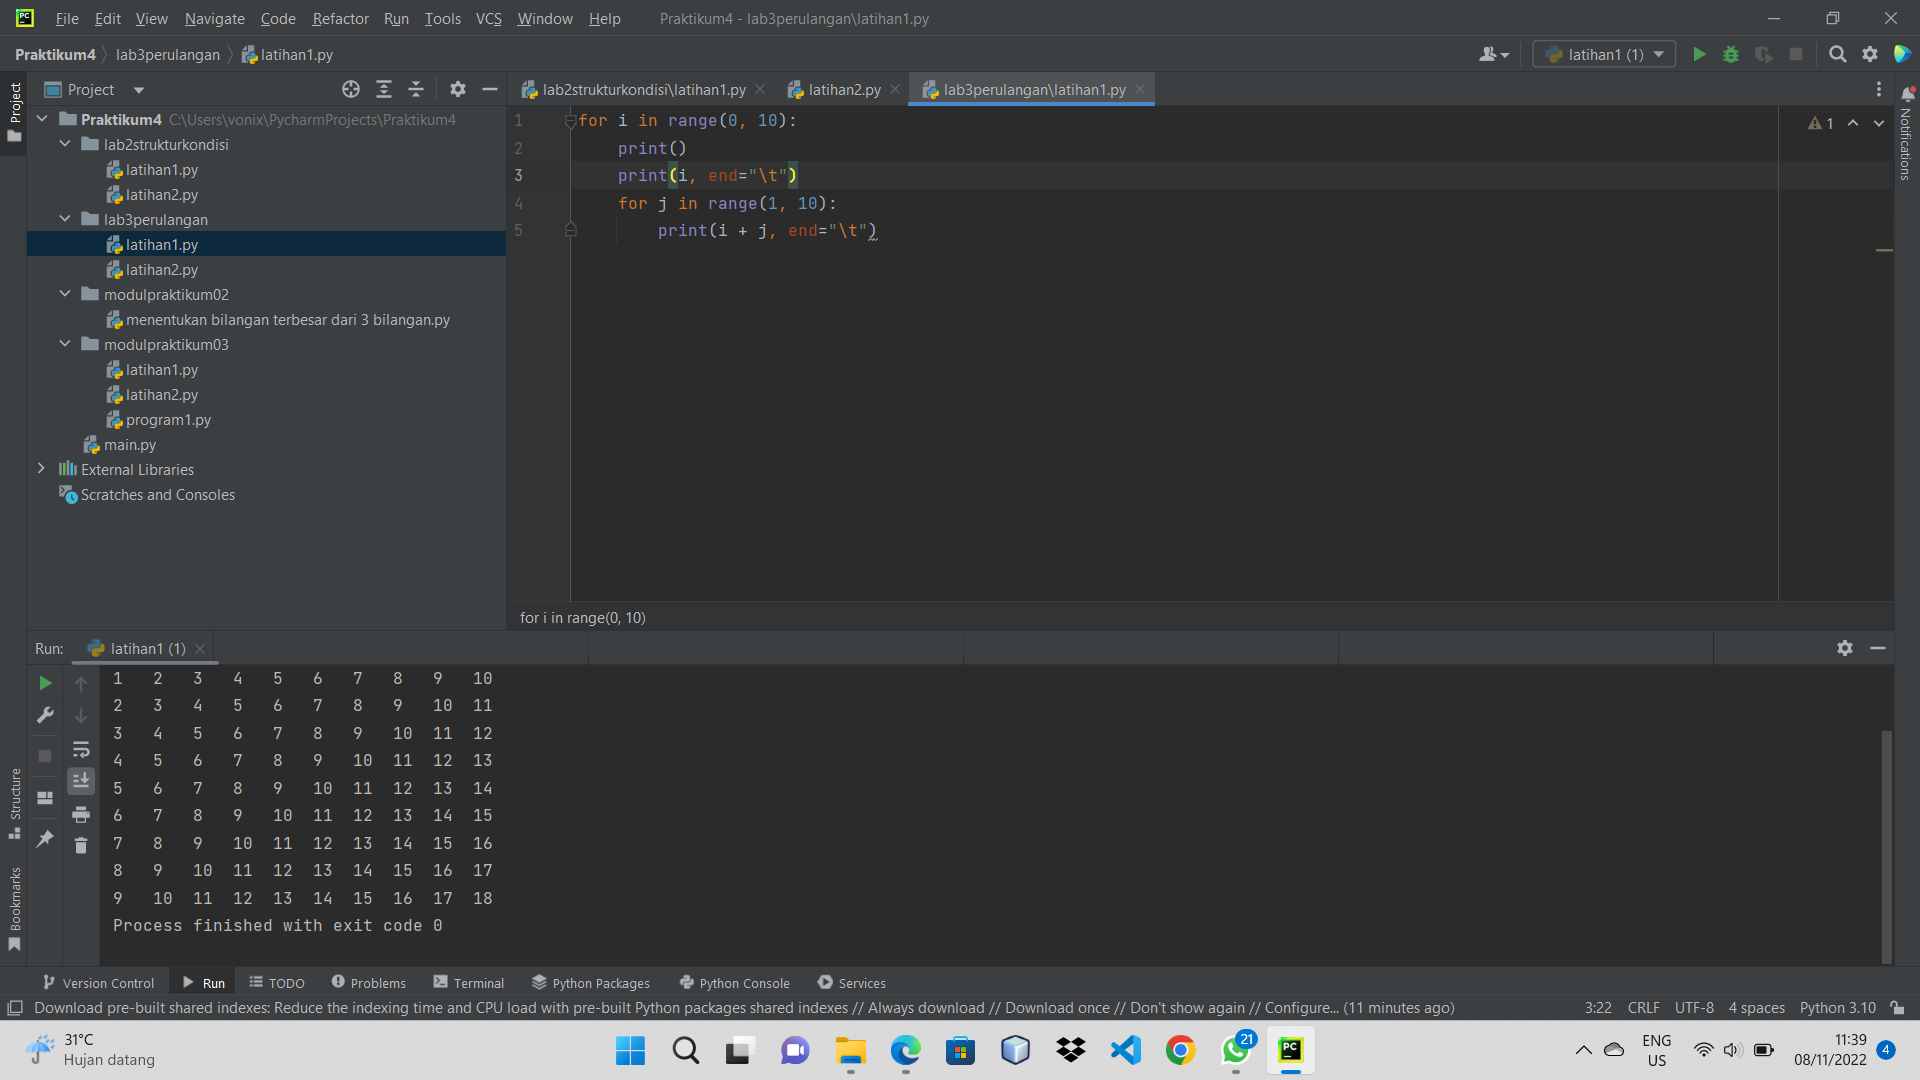 PC File Edit View Navigate Code Refactor Run Tools VCS Window Help Praktikum4 - lab3perulangan\latihan1.py
Praktikum4 lab3perulangan latihan1.py latihan1 (1)
Project
Project
lab2strukturkondisi\latihan1.py latihan2.py lab3perulangan\latihan1.py
Notifications
Praktikum4 C:\Users\vonix\PycharmProjects\Praktikum4
lab2strukturkondisi
latihan1.py
latihan2.py
lab3perulangan
latihan1.py
latihan2.py
modulpraktikum02
menentukan bilangan terbesar dari 3 bilangan.py
modulpraktikum03
latihan1.py
latihan2.py
program1.py
main.py
External Libraries
Scratches and Consoles
1 for i in range(0, 10): 1
2 print()
3 print(i, end="\t")
4 for j in range(1, 10):
5 print(i + j, end="\t")
for i in range(0, 10)
Run: latihan1 (1)
1 2 3 4 5 6 7 8 9 10
2 3 4 5 6 7 8 9 10 11
3 4 5 6 7 8 9 10 11 12
4 5 6 7 8 9 10 11 12 13
5 6 7 8 9 10 11 12 13 14
6 7 8 9 10 11 12 13 14 15
7 8 9 10 11 12 13 14 15 16
8 9 10 11 12 13 14 15 16 17
9 10 11 12 13 14 15 16 17 18
Process finished with exit code 0
Structure
Bookmarks
Version Control Run TODO Problems Terminal Python Packages Python Console Services
Download pre-built shared indexes: Reduce the indexing time and CPU load with pre-built Python packages shared indexes // Always download // Download once // Don't show again // Configure... (11 minutes ago) 3:22 CRLF UTF-8 4 spaces Python 3.10
31°C
Hujan datang
21
PC
ENG
US
11:39
08/11/2022
4